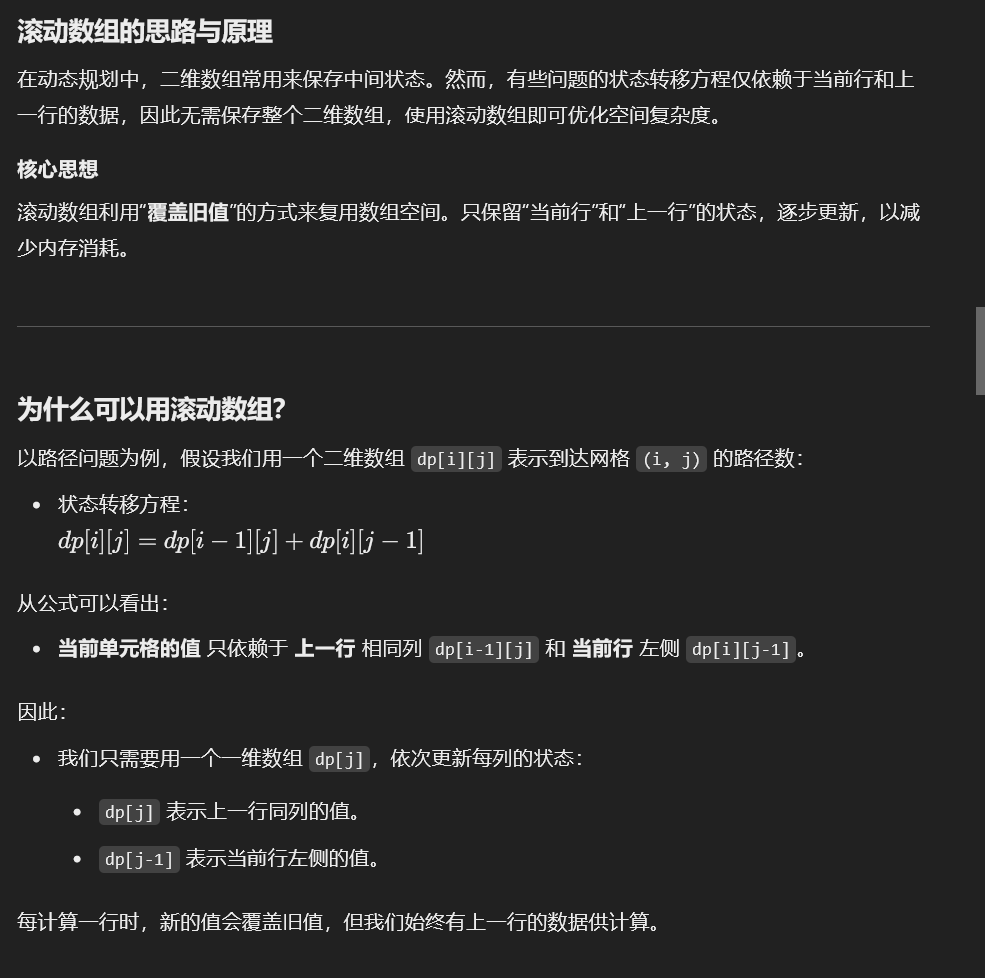 滚动数组的思路与原理
在动态规划中，二维数组常用来保存中间状态。然而，有些问题的状态转移方程仅依赖于当前行和上
一行的数据，因此无需保存整个二维数组，使用滚动数组即可优化空间复杂度。
核心思想
滚动数组利用“覆盖旧值”的方式来复用数组空间。只保留“当前行”和“上一行”的状态，逐步更新，以减
少内存消耗。
为什么可以用滚动数组？
以路径问题为例，假设我们用一个二维数组 dp[i][j] 表示到达网格 (i, j) 的路径数：
• 状态转移方程：
dp[i][j] = dp[i − 1][j] + dp[i][j − 1]
从公式可以看出：
• 当前单元格的值 只依赖于 上一行 相同列 dp[i-1][j] 和 当前行 左侧 dp[i][j-1]。
因此：
• 我们只需要用一个一维数组 dp[j]，依次更新每列的状态：
• dp[j] 表示上一行同列的值。
• dp[j-1] 表示当前行左侧的值。
每计算一行时，新的值会覆盖旧值，但我们始终有上一行的数据供计算。